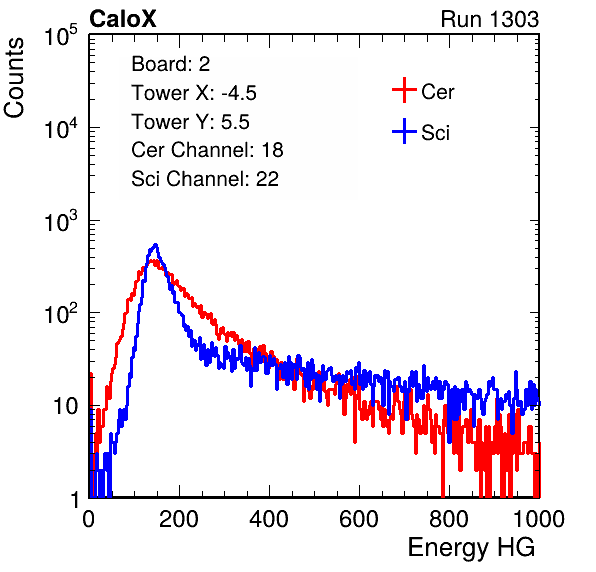 CaloX Run 1303
Counts
Board: 2
Tower X: -4.5
Tower Y: 5.5
Cer Channel: 18
Sci Channel: 22
Cer
Sci
10^5
10^4
10^3
10^2
10
1
0 200 400 600 800 1000
Energy HG